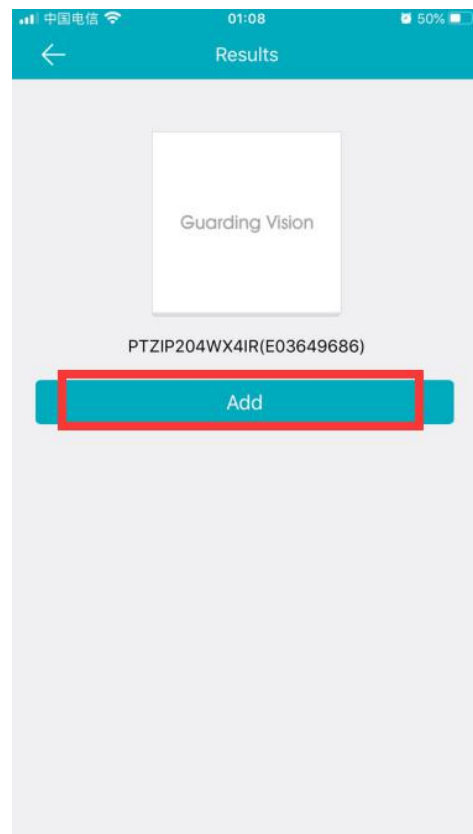 中国电信 01:08 50%
Results
Guarding Vision
PTZIP204WX4IR(E03649686)
Add